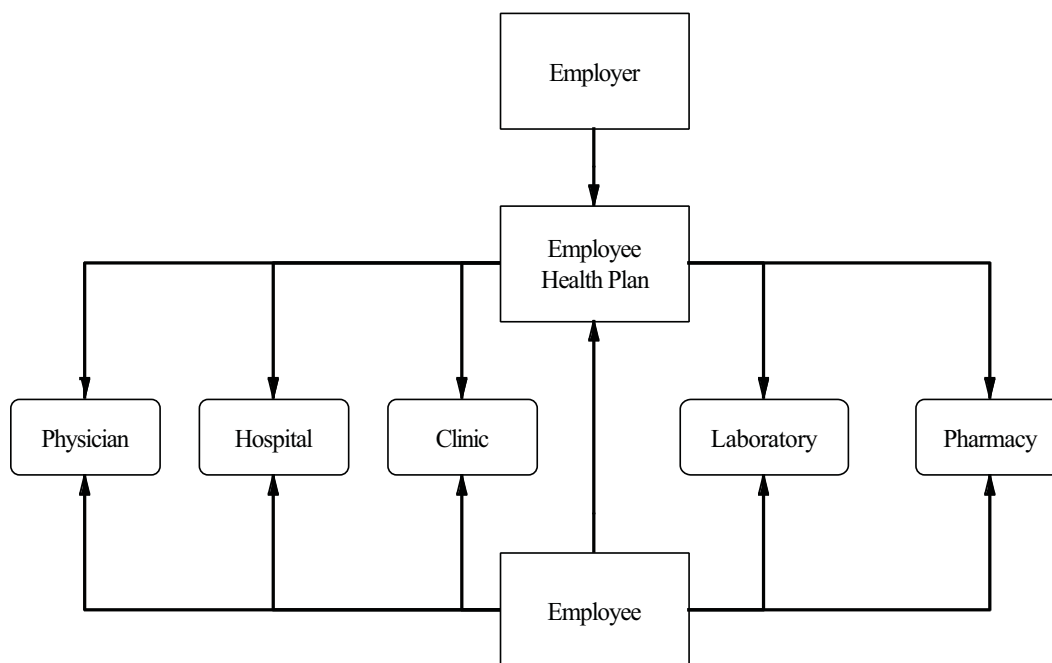 Employer
Employee
Health Plan
Physician
Hospital
Clinic
Laboratory
Pharmacy
Employee